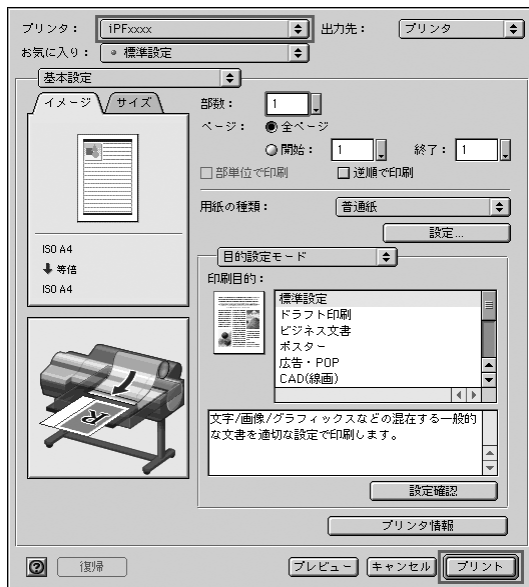 プリンタ： iPFxxxx 出力先： プリンタ
お気に入り： 標準設定
基本設定
イメージ サイズ
部数： 1
ページ： 全ページ
開始： 1 終了： 1
部単位で印刷 逆順で印刷
用紙の種類： 普通紙
設定...
ISO A4
等倍
ISO A4
目的設定モード
印刷目的：
標準設定
ドラフト印刷
ビジネス文書
ポスター
広告・POP
CAD(線画)
R
文字/画像/グラフィックスなどの混在する一般的
な文書を適切な設定で印刷します。
設定確認
プリンタ情報
? 復帰 プレビュー キャンセル プリント